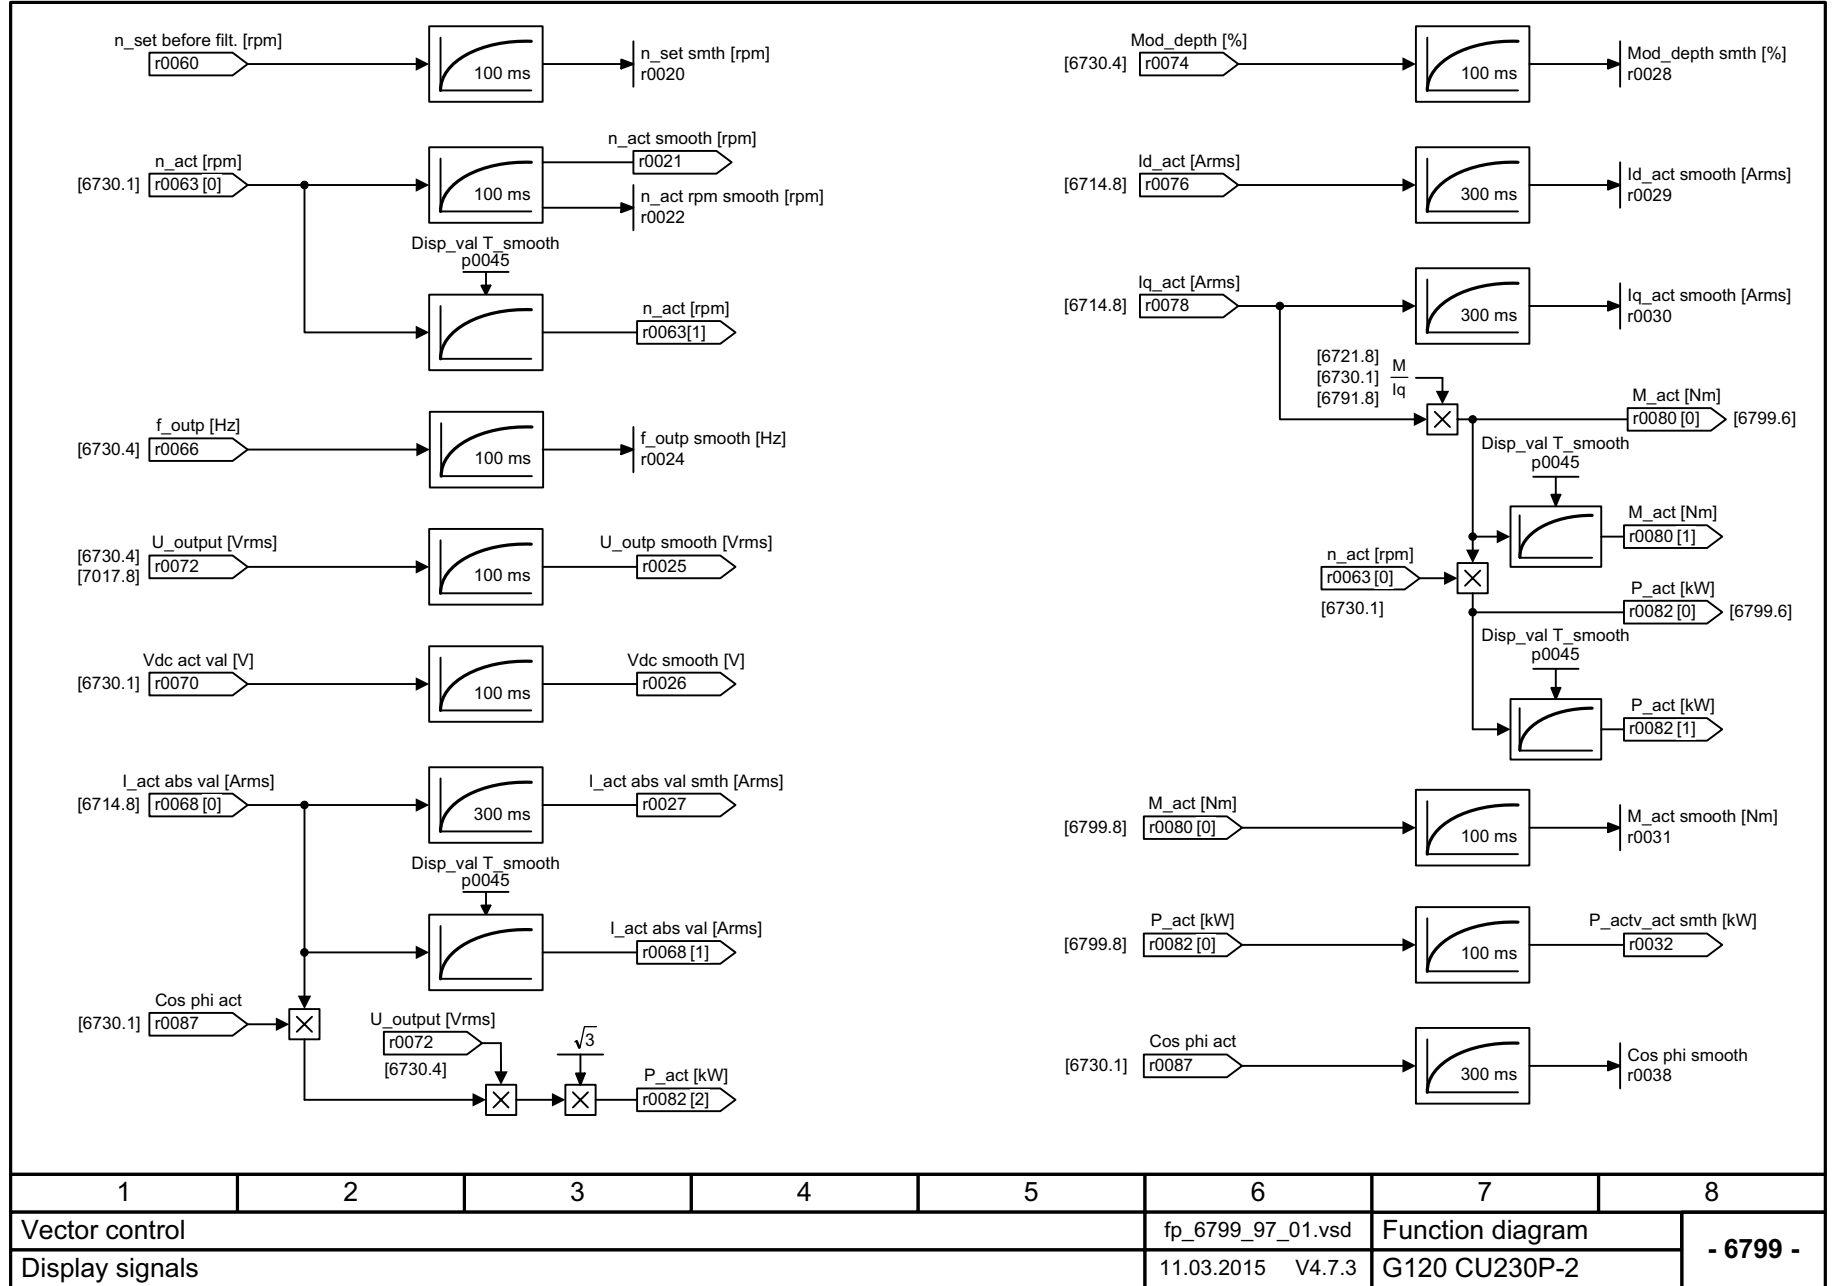 n_set before filt. [rpm]
r0060
100 ms
n_set smth [rpm]
r0020
n_act [rpm]
[6730.1]
r0063 [0]
100 ms
n_act smooth [rpm]
r0021
n_act rpm smooth [rpm]
r0022
Disp_val T_smooth
p0045
n_act [rpm]
r0063[1]
f_outp [Hz]
[6730.4]
r0066
100 ms
f_outp smooth [Hz]
r0024
U_output [Vrms]
[6730.4]
[7017.8]
r0072
100 ms
U_outp smooth [Vrms]
r0025
Vdc act val [V]
[6730.1]
r0070
100 ms
Vdc smooth [V]
r0026
I_act abs val [Arms]
[6714.8]
r0068 [0]
300 ms
I_act abs val smth [Arms]
r0027
Disp_val T_smooth
p0045
I_act abs val [Arms]
r0068 [1]
Cos phi act
[6730.1]
r0087
U_output [Vrms]
r0072
[6730.4]
√3
P_act [kW]
r0082 [2]
Mod_depth [%]
[6730.4]
r0074
100 ms
Mod_depth smth [%]
r0028
Id_act [Arms]
[6714.8]
r0076
300 ms
Id_act smooth [Arms]
r0029
Iq_act [Arms]
[6714.8]
r0078
300 ms
Iq_act smooth [Arms]
r0030
[6721.8]
[6730.1]
[6791.8]
M
Iq
M_act [Nm]
r0080 [0]
[6799.6]
Disp_val T_smooth
p0045
M_act [Nm]
r0080 [1]
n_act [rpm]
r0063 [0]
[6730.1]
P_act [kW]
r0082 [0]
[6799.6]
Disp_val T_smooth
p0045
P_act [kW]
r0082 [1]
M_act [Nm]
[6799.8]
r0080 [0]
100 ms
M_act smooth [Nm]
r0031
P_act [kW]
[6799.8]
r0082 [0]
100 ms
P_actv_act smth [kW]
r0032
Cos phi act
[6730.1]
r0087
300 ms
Cos phi smooth
r0038
1 2 3 4 5 6 7 8
Vector control
fp_6799_97_01.vsd
Function diagram
- 6799 -
Display signals
11.03.2015 V4.7.3
G120 CU230P-2